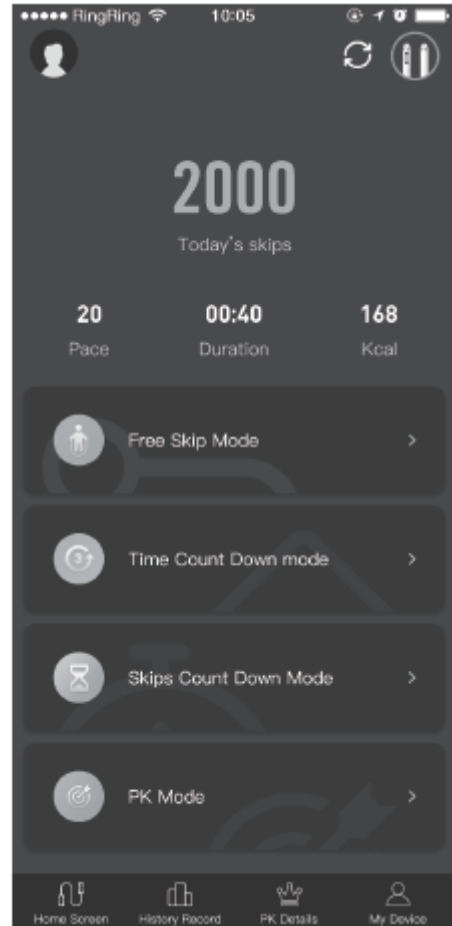 RingRing 10:05
2000
Today's skips
20 00:40 168
Pace Duration Kcal
Free Skip Mode
3 Time Count Down mode
Skips Count Down Mode
PK Mode
Home Screen History Record PK Details My Device